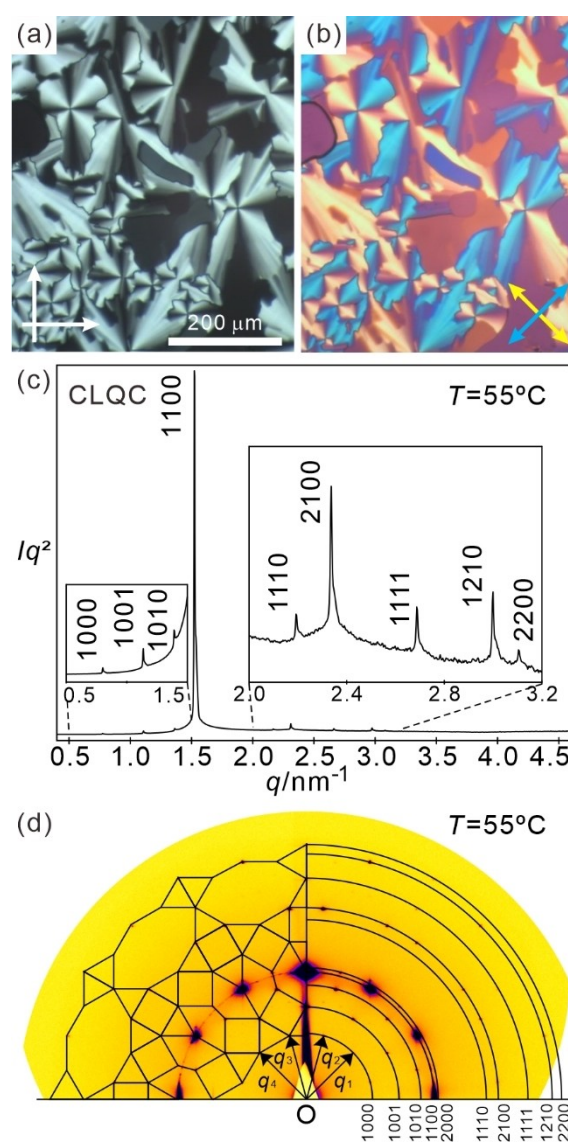 (a)
(b)
200 μm
(c)
CLQC
T=55ºC
1100
Iq²
1000
1001
1010
0.5
1.5
1110
2100
1111
1210
2200
2.0
2.4
2.8
3.2
0.5
1.0
1.5
2.0
2.5
3.0
3.5
4.0
4.5
q/nm⁻¹
(d)
T=55ºC
q₃
q₂
q₄
q₁
O
1000
1001
1010
1100
2000
1110
2100
1111
1210
2200